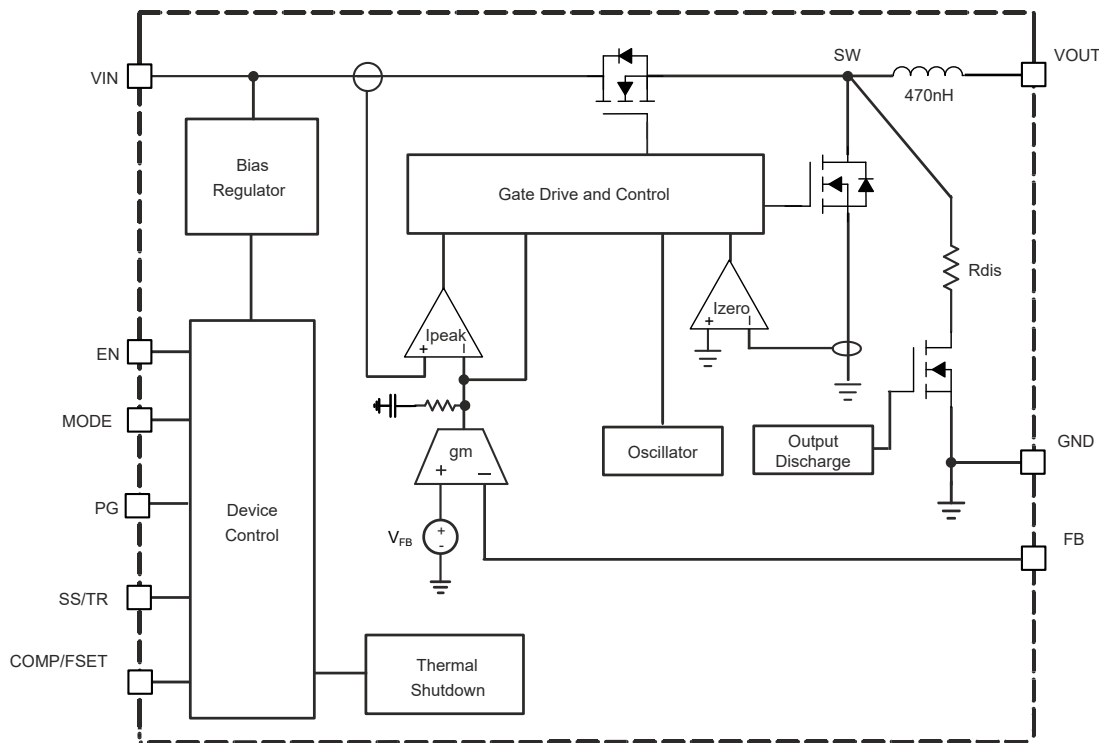 VIN
SW
VOUT
470nH
Bias
Regulator
Gate Drive and Control
Rdis
Ipeak
+
–
Izero
+
–
EN
MODE
gm
+
–
Oscillator
Output
Discharge
GND
PG
Device
Control
VFB
+
-
FB
SS/TR
COMP/FSET
Thermal
Shutdown